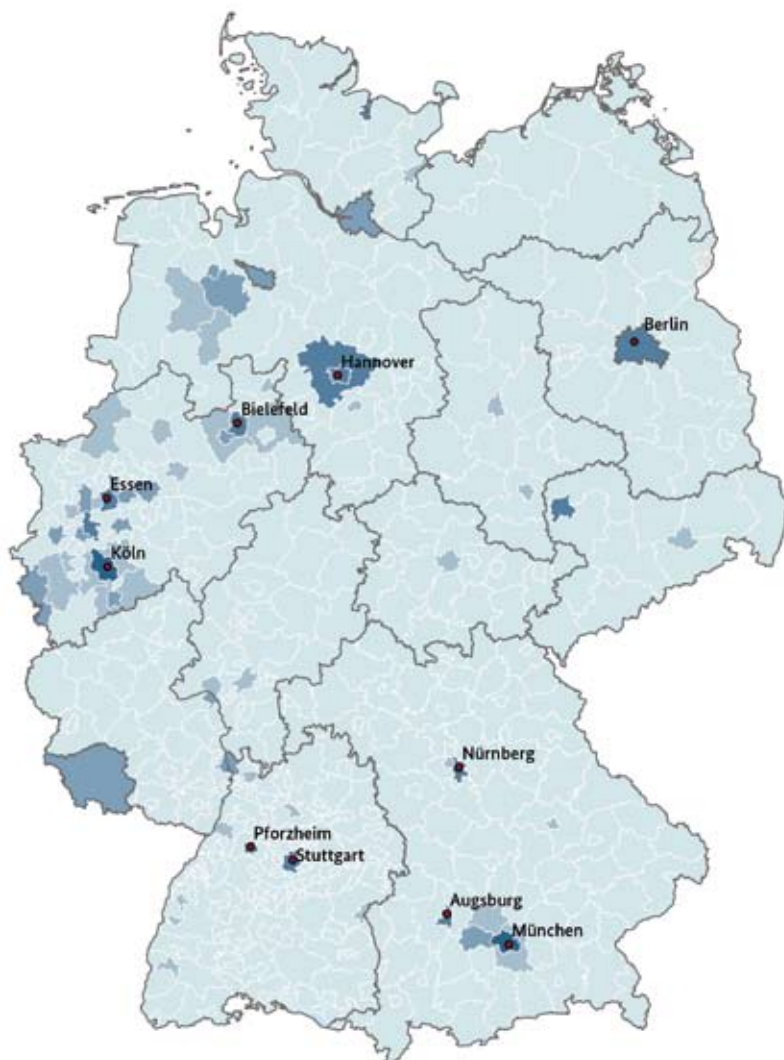 Berlin
Hannover
Bielefeld
Essen
Köln
Nürnberg
Pforzheim
Stuttgart
Augsburg
München